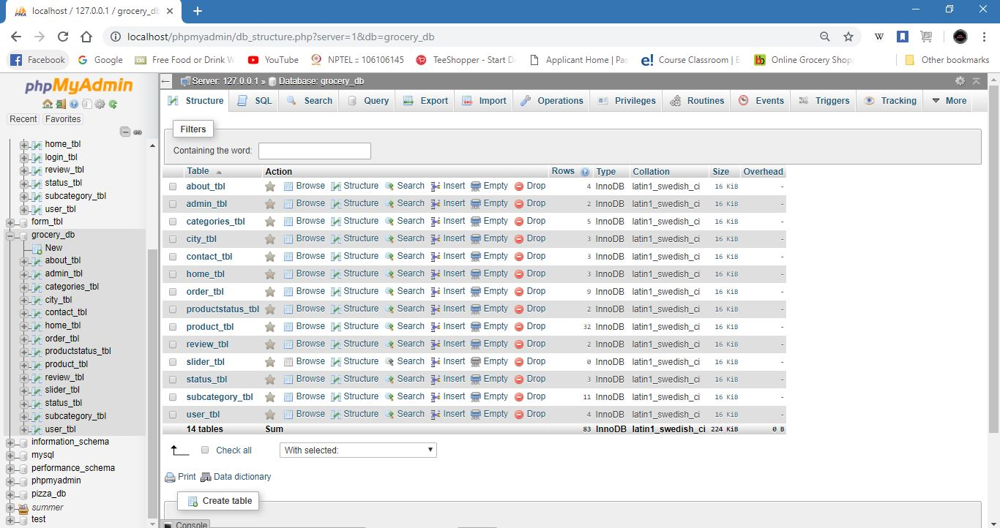 localhost / 127.0.0.1 / grocery_db
localhost/phpmyadmin/db_structure.php?server=1&db=grocery_db
Facebook Google Free Food or Drink W YouTube NPTEL :: 106106145 TeeShopper - Start D Applicant Home | Pas Course Classroom | E Online Grocery Shop Other bookmarks
phpMyAdmin
Recent Favorites
home_tbl
login_tbl
review_tbl
status_tbl
subcategory_tbl
user_tbl
form_tbl
grocery_db
New
about_tbl
admin_tbl
categories_tbl
city_tbl
contact_tbl
home_tbl
order_tbl
productstatus_tbl
product_tbl
review_tbl
slider_tbl
status_tbl
subcategory_tbl
user_tbl
information_schema
mysql
performance_schema
phpmyadmin
pizza_db
summer
test
Server: 127.0.0.1 » Database: grocery_db
Structure SQL Search Query Export Import Operations Privileges Routines Events Triggers Tracking More
Filters
Containing the word:
Table Action Rows Type Collation Size Overhead
about_tbl Browse Structure Search Insert Empty Drop 4 InnoDB latin1_swedish_ci 16 KiB -
admin_tbl Browse Structure Search Insert Empty Drop 2 InnoDB latin1_swedish_ci 16 KiB -
categories_tbl Browse Structure Search Insert Empty Drop 5 InnoDB latin1_swedish_ci 16 KiB -
city_tbl Browse Structure Search Insert Empty Drop 3 InnoDB latin1_swedish_ci 16 KiB -
contact_tbl Browse Structure Search Insert Empty Drop 3 InnoDB latin1_swedish_ci 16 KiB -
home_tbl Browse Structure Search Insert Empty Drop 3 InnoDB latin1_swedish_ci 16 KiB -
order_tbl Browse Structure Search Insert Empty Drop 9 InnoDB latin1_swedish_ci 16 KiB -
productstatus_tbl Browse Structure Search Insert Empty Drop 2 InnoDB latin1_swedish_ci 16 KiB -
product_tbl Browse Structure Search Insert Empty Drop 32 InnoDB latin1_swedish_ci 16 KiB -
review_tbl Browse Structure Search Insert Empty Drop 2 InnoDB latin1_swedish_ci 16 KiB -
slider_tbl Browse Structure Search Insert Empty Drop 0 InnoDB latin1_swedish_ci 16 KiB -
status_tbl Browse Structure Search Insert Empty Drop 3 InnoDB latin1_swedish_ci 16 KiB -
subcategory_tbl Browse Structure Search Insert Empty Drop 11 InnoDB latin1_swedish_ci 16 KiB -
user_tbl Browse Structure Search Insert Empty Drop 4 InnoDB latin1_swedish_ci 16 KiB -
14 tables Sum 83 InnoDB latin1_swedish_ci 224 KiB 0 B
Check all With selected:
Print Data dictionary
Create table
Console